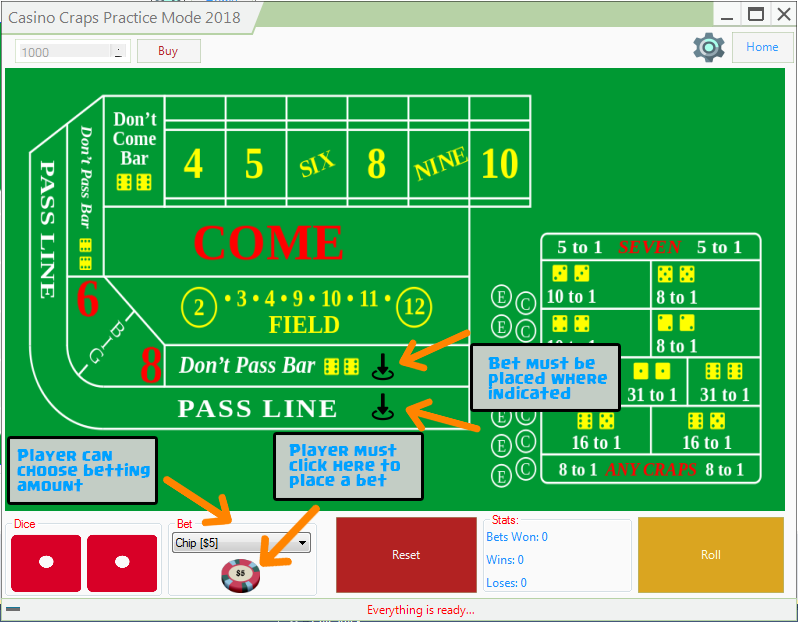 Casino Craps Practice Mode 2018
1000
Buy
Home
Don't
Come
Bar
4
5
SIX
8
NINE
10
Don't Pass Bar
PASS LINE
COME
5 to 1 SEVEN 5 to 1
6
BIG
8
2 • 3 • 4 • 9 • 10 • 11 • 12
FIELD
E C
10 to 1
8 to 1
E C
8 to 1
Don't Pass Bar
Bet must be
placed where
indicated
31 to 1
31 to 1
PASS LINE
E C
E C
E C
16 to 1
16 to 1
8 to 1 ANY CRAPS 8 to 1
Player can
choose betting
amount
Player must
click here to
place a bet
Dice
Bet
Chip [$5]
$5
Reset
Stats:
Bets Won: 0
Wins: 0
Loses: 0
Roll
Everything is ready...